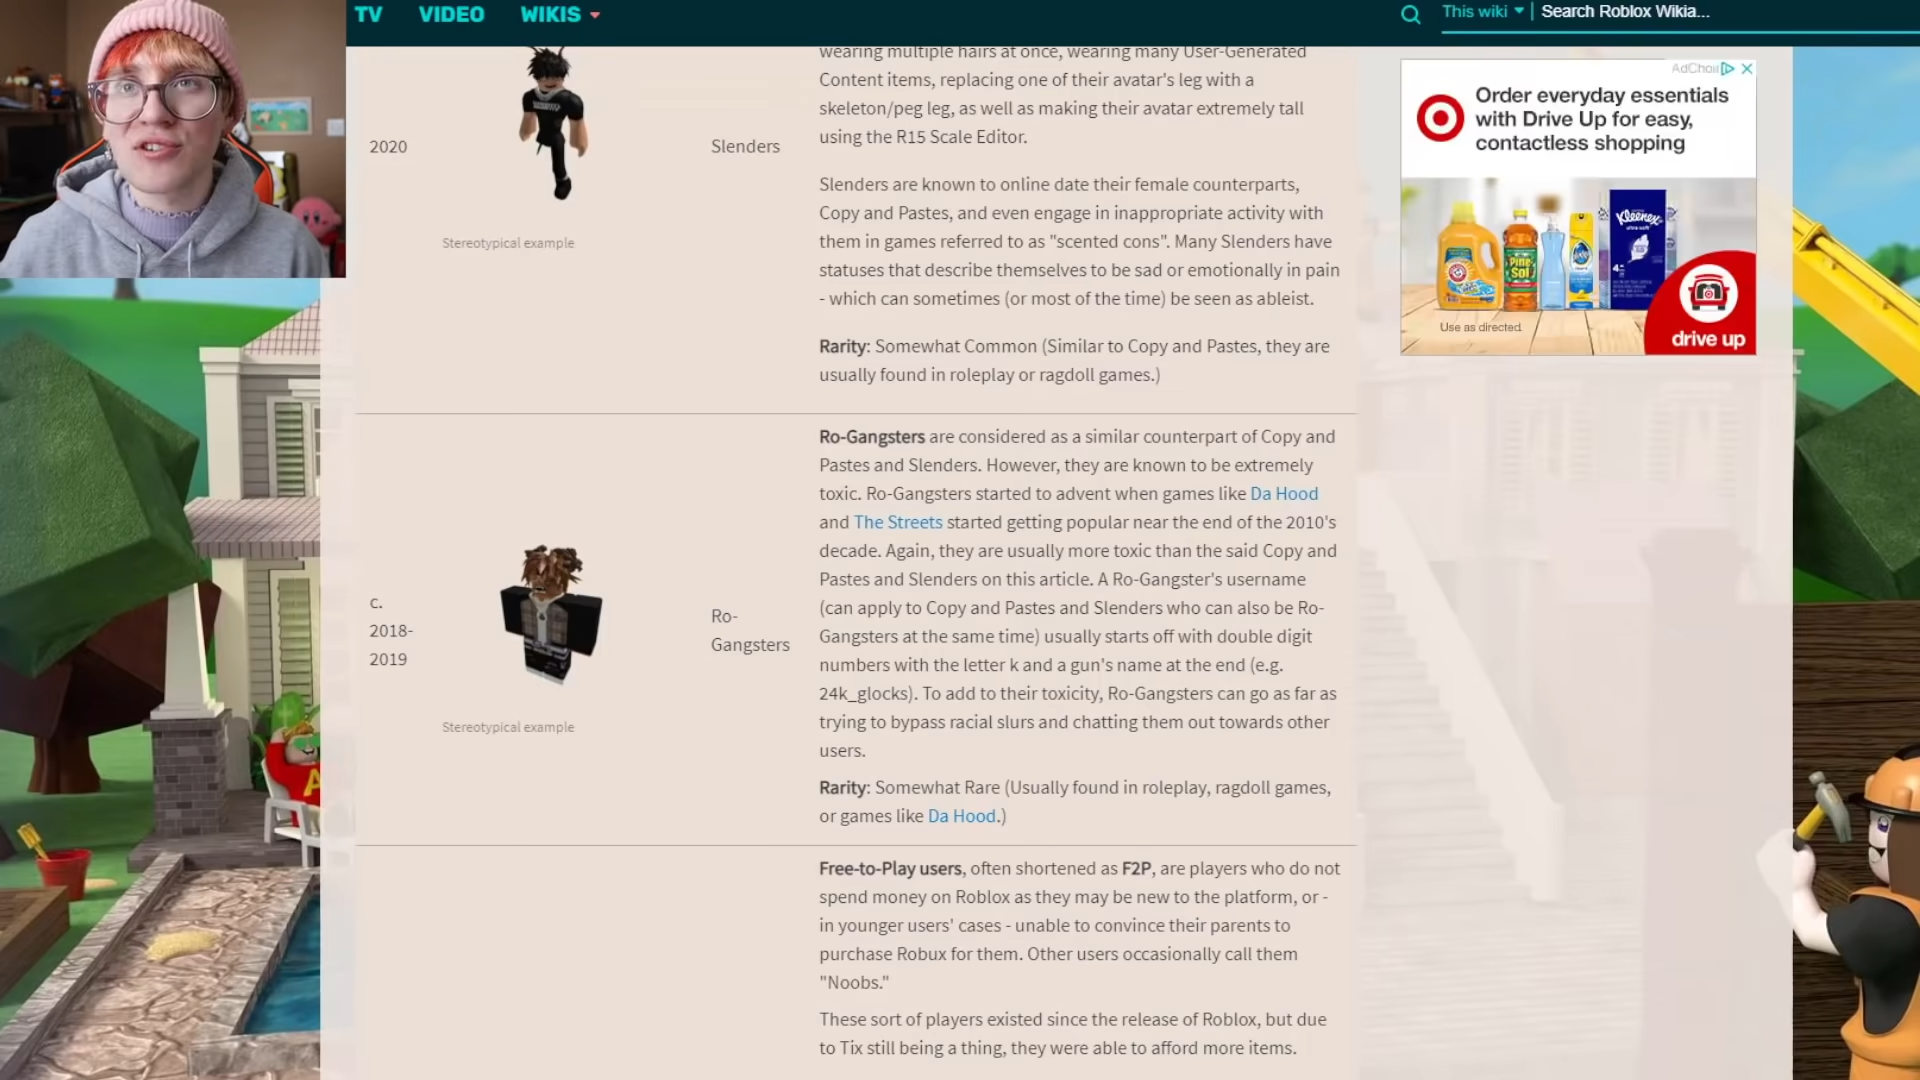 TV VIDEO WIKIS
This wiki Search Roblox Wikia...
wearing multiple hairs at once, wearing many User-Generated
Content items, replacing one of their avatar's leg with a
skeleton/peg leg, as well as making their avatar extremely tall
using the R15 Scale Editor.
2020
Slenders
Stereotypical example
Slenders are known to online date their female counterparts,
Copy and Pastes, and even engage in inappropriate activity with
them in games referred to as "scented cons". Many Slenders have
statuses that describe themselves to be sad or emotionally in pain
- which can sometimes (or most of the time) be seen as ableist.
Rarity: Somewhat Common (Similar to Copy and Pastes, they are
usually found in roleplay or ragdoll games.)
c.
2018-
2019
Stereotypical example
Ro-
Gangsters
Ro-Gangsters are considered as a similar counterpart of Copy and
Pastes and Slenders. However, they are known to be extremely
toxic. Ro-Gangsters started to advent when games like Da Hood
and The Streets started getting popular near the end of the 2010's
decade. Again, they are usually more toxic than the said Copy and
Pastes and Slenders on this article. A Ro-Gangster's username
(can apply to Copy and Pastes and Slenders who can also be Ro-
Gangsters at the same time) usually starts off with double digit
numbers with the letter k and a gun's name at the end (e.g.
24k_glocks). To add to their toxicity, Ro-Gangsters can go as far as
trying to bypass racial slurs and chatting them out towards other
users.
Rarity: Somewhat Rare (Usually found in roleplay, ragdoll games,
or games like Da Hood.)
Free-to-Play users, often shortened as F2P, are players who do not
spend money on Roblox as they may be new to the platform, or -
in younger users' cases - unable to convince their parents to
purchase Robux for them. Other users occasionally call them
"Noobs."
These sort of players existed since the release of Roblox, but due
to Tix still being a thing, they were able to afford more items.
Order everyday essentials
with Drive Up for easy,
contactless shopping
Kleenex
Pine
Sol
Use as directed.
drive up